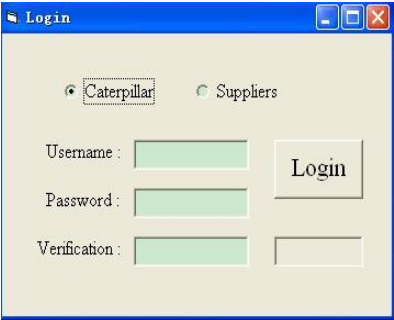 Login
Caterpillar Suppliers
Username :
Login
Password :
Verification :